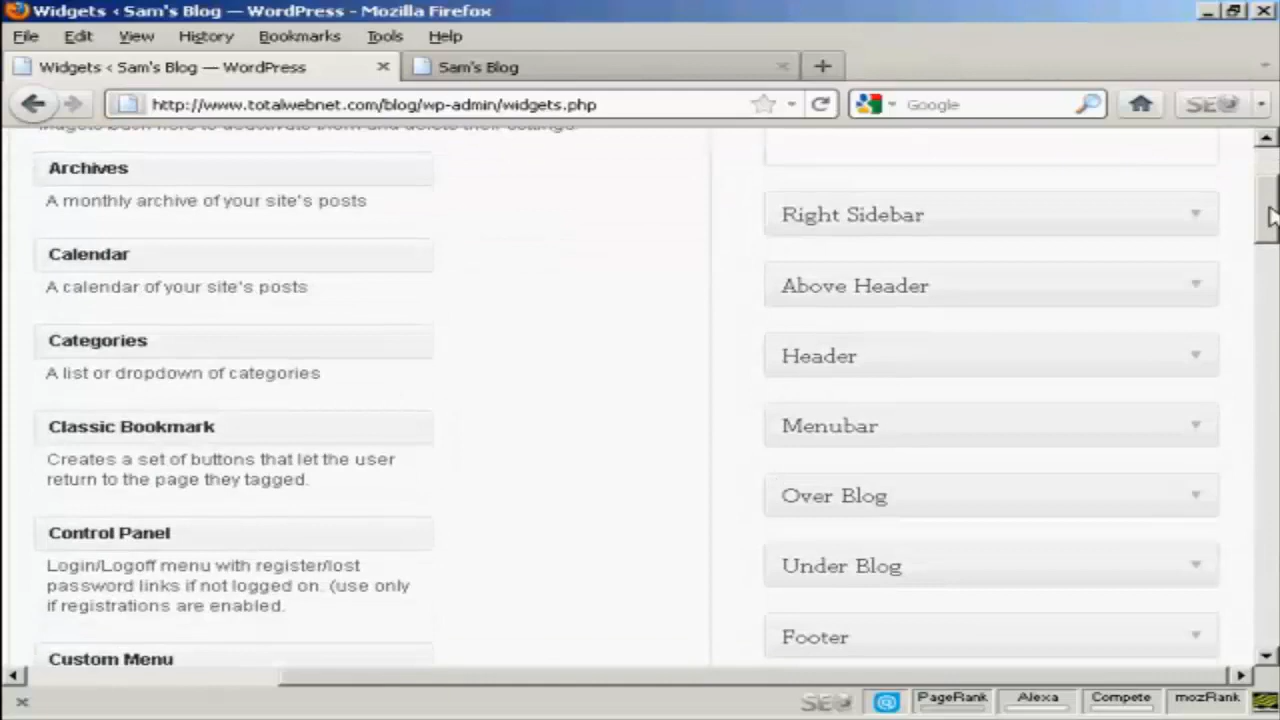 Widgets ‹ Sam's Blog — WordPress - Mozilla Firefox
File Edit View History Bookmarks Tools Help
Widgets ‹ Sam's Blog — WordPress
Sam's Blog
http://www.totalwebnet.com/blog/wp-admin/widgets.php
Google
SEO
Archives
A monthly archive of your site's posts
Calendar
A calendar of your site's posts
Categories
A list or dropdown of categories
Classic Bookmark
Creates a set of buttons that let the user
return to the page they tagged.
Control Panel
Login/Logoff menu with register/lost
password links if not logged on. (use only
if registrations are enabled.
Custom Menu
Right Sidebar
Above Header
Header
Menubar
Over Blog
Under Blog
Footer
SEO
PageRank
Alexa
Compete
mozRank